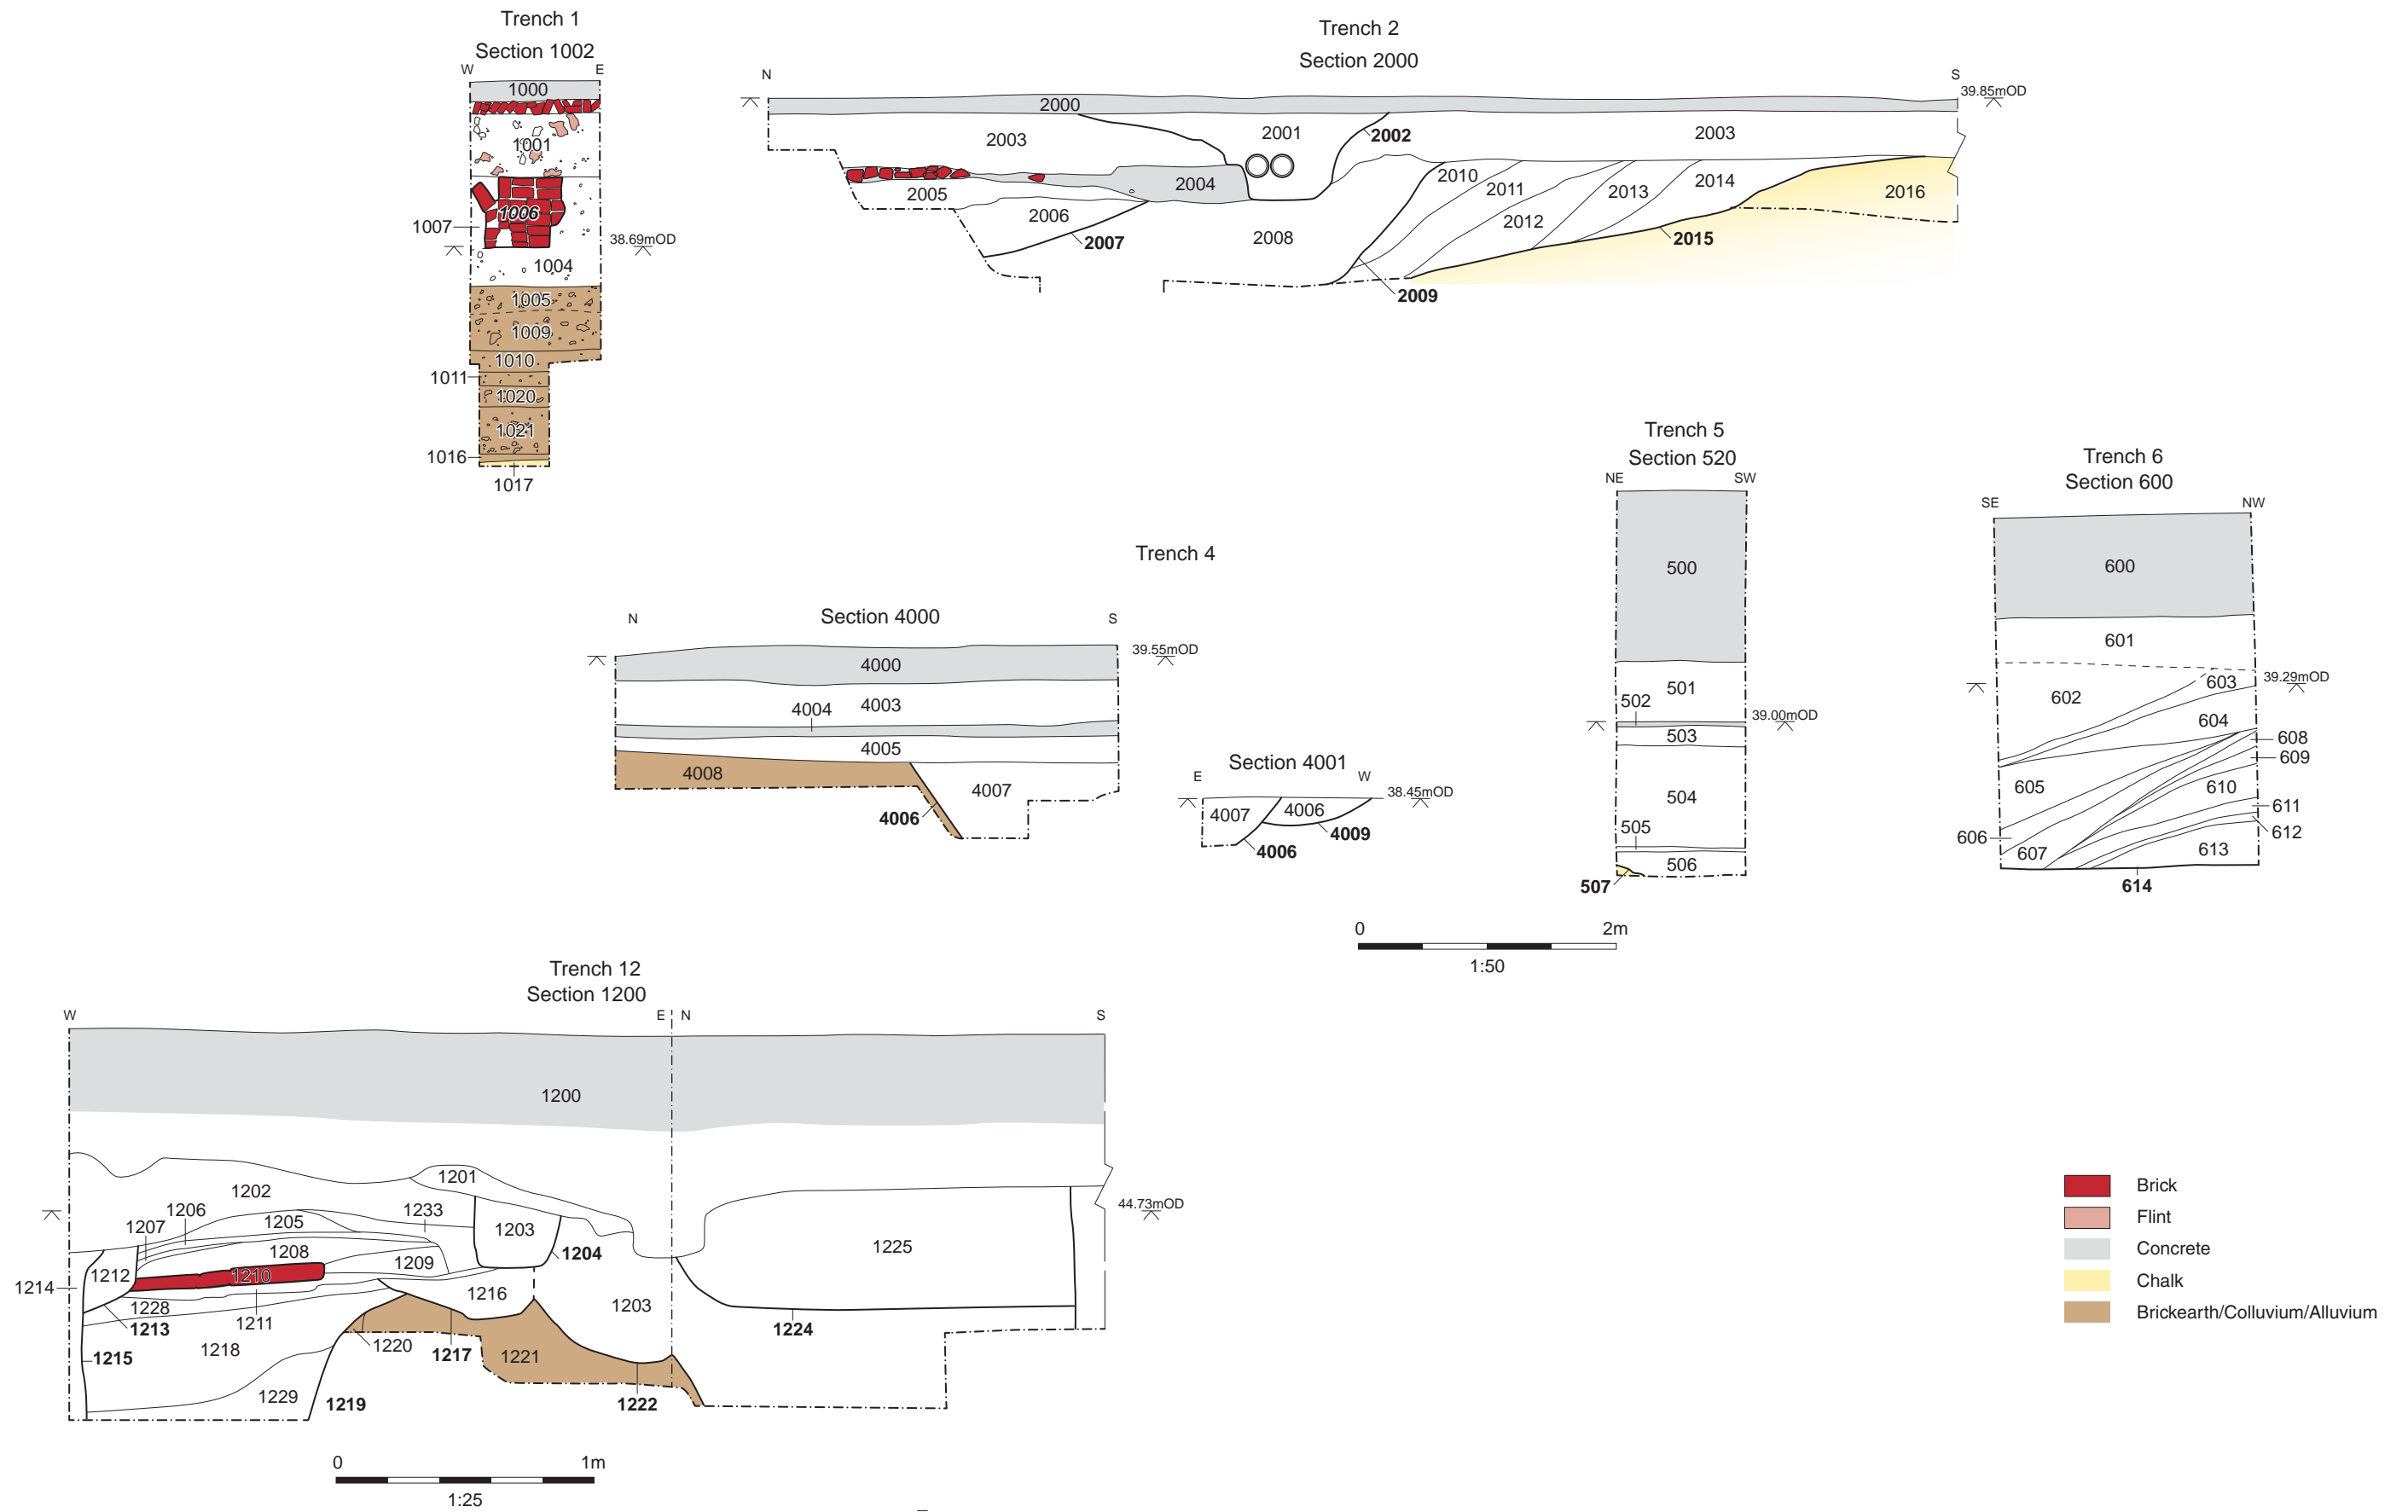 Trench 1
Section 1002
W E
1000
1001
1006
1007
38.69mOD
1004
1005
1009
1010
1011
1020
1021
1016
1017
Trench 2
Section 2000
N S
39.85mOD
2000
2003 2001 2002 2003
2004
2005
2006
2007
2008
2009
2010
2011
2012
2013
2014
2015
2016
Trench 4
Section 4000
N S
39.55mOD
4000
4003
4004
4005
4008
4007
4006
Section 4001
E W
38.45mOD
4007 4006
4009
4006
Trench 5
Section 520
NE SW
500
501
502
39.00mOD
503
504
505
506
507
Trench 6
Section 600
SE NW
600
601
602
603
39.29mOD
604
608
609
605
610
611
606
612
607
613
614
0 2m
1:50
Trench 12
Section 1200
W E N S
1200
1201
1202
44.73mOD
1206
1233
1207
1205
1203
1204
1208
1209
1225
1212
1210
1214
1216
1228
1203
1211
1213
1224
1218
1220
1217
1215
1221
1229
1219
1222
0 1m
1:25
Brick
Flint
Concrete
Chalk
Brickearth/Colluvium/Alluvium